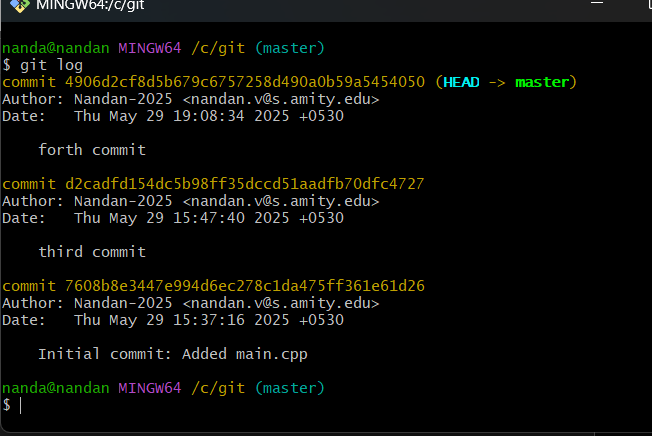 MINGW64:/c/git
nanda@nandan MINGW64 /c/git (master)
$ git log
commit 4906d2cf8d5b679c6757258d490a0b59a5454050 (HEAD -> master)
Author: Nandan-2025 <nandan.v@s.amity.edu>
Date:   Thu May 29 19:08:34 2025 +0530
    forth commit
commit d2cadfd154dc5b98ff35dccd51aadfb70dfc4727
Author: Nandan-2025 <nandan.v@s.amity.edu>
Date:   Thu May 29 15:47:40 2025 +0530
    third commit
commit 7608b8e3447e994d6ec278c1da475ff361e61d26
Author: Nandan-2025 <nandan.v@s.amity.edu>
Date:   Thu May 29 15:37:16 2025 +0530
    Initial commit: Added main.cpp
nanda@nandan MINGW64 /c/git (master)
$